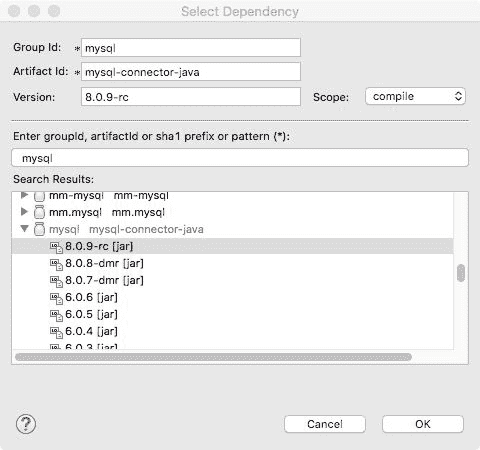 Select Dependency
Group Id: * mysql
Artifact Id: * mysql-connector-java
Version: 8.0.9-rc Scope: compile
Enter groupId, artifactId or sha1 prefix or pattern (*):
mysql
Search Results:
mm-mysql mm-mysql
mm.mysql mm.mysql
mysql mysql-connector-java
8.0.9-rc [jar]
8.0.8-dmr [jar]
8.0.7-dmr [jar]
6.0.6 [jar]
6.0.5 [jar]
6.0.4 [jar]
6.0.3 [jar]
? Cancel OK